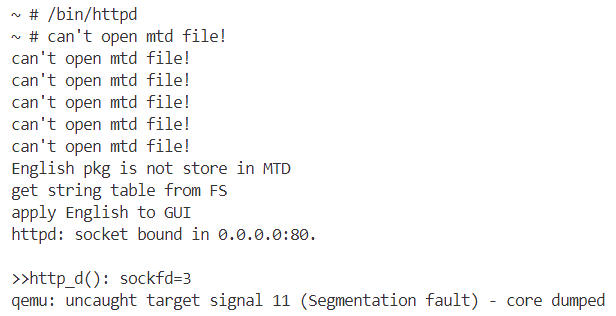 ~ # /bin/httpd
~ # can't open mtd file!
can't open mtd file!
can't open mtd file!
can't open mtd file!
can't open mtd file!
can't open mtd file!
English pkg is not store in MTD
get string table from FS
apply English to GUI
httpd: socket bound in 0.0.0.0:80.

>>http_d(): sockfd=3
qemu: uncaught target signal 11 (Segmentation fault) - core dumped